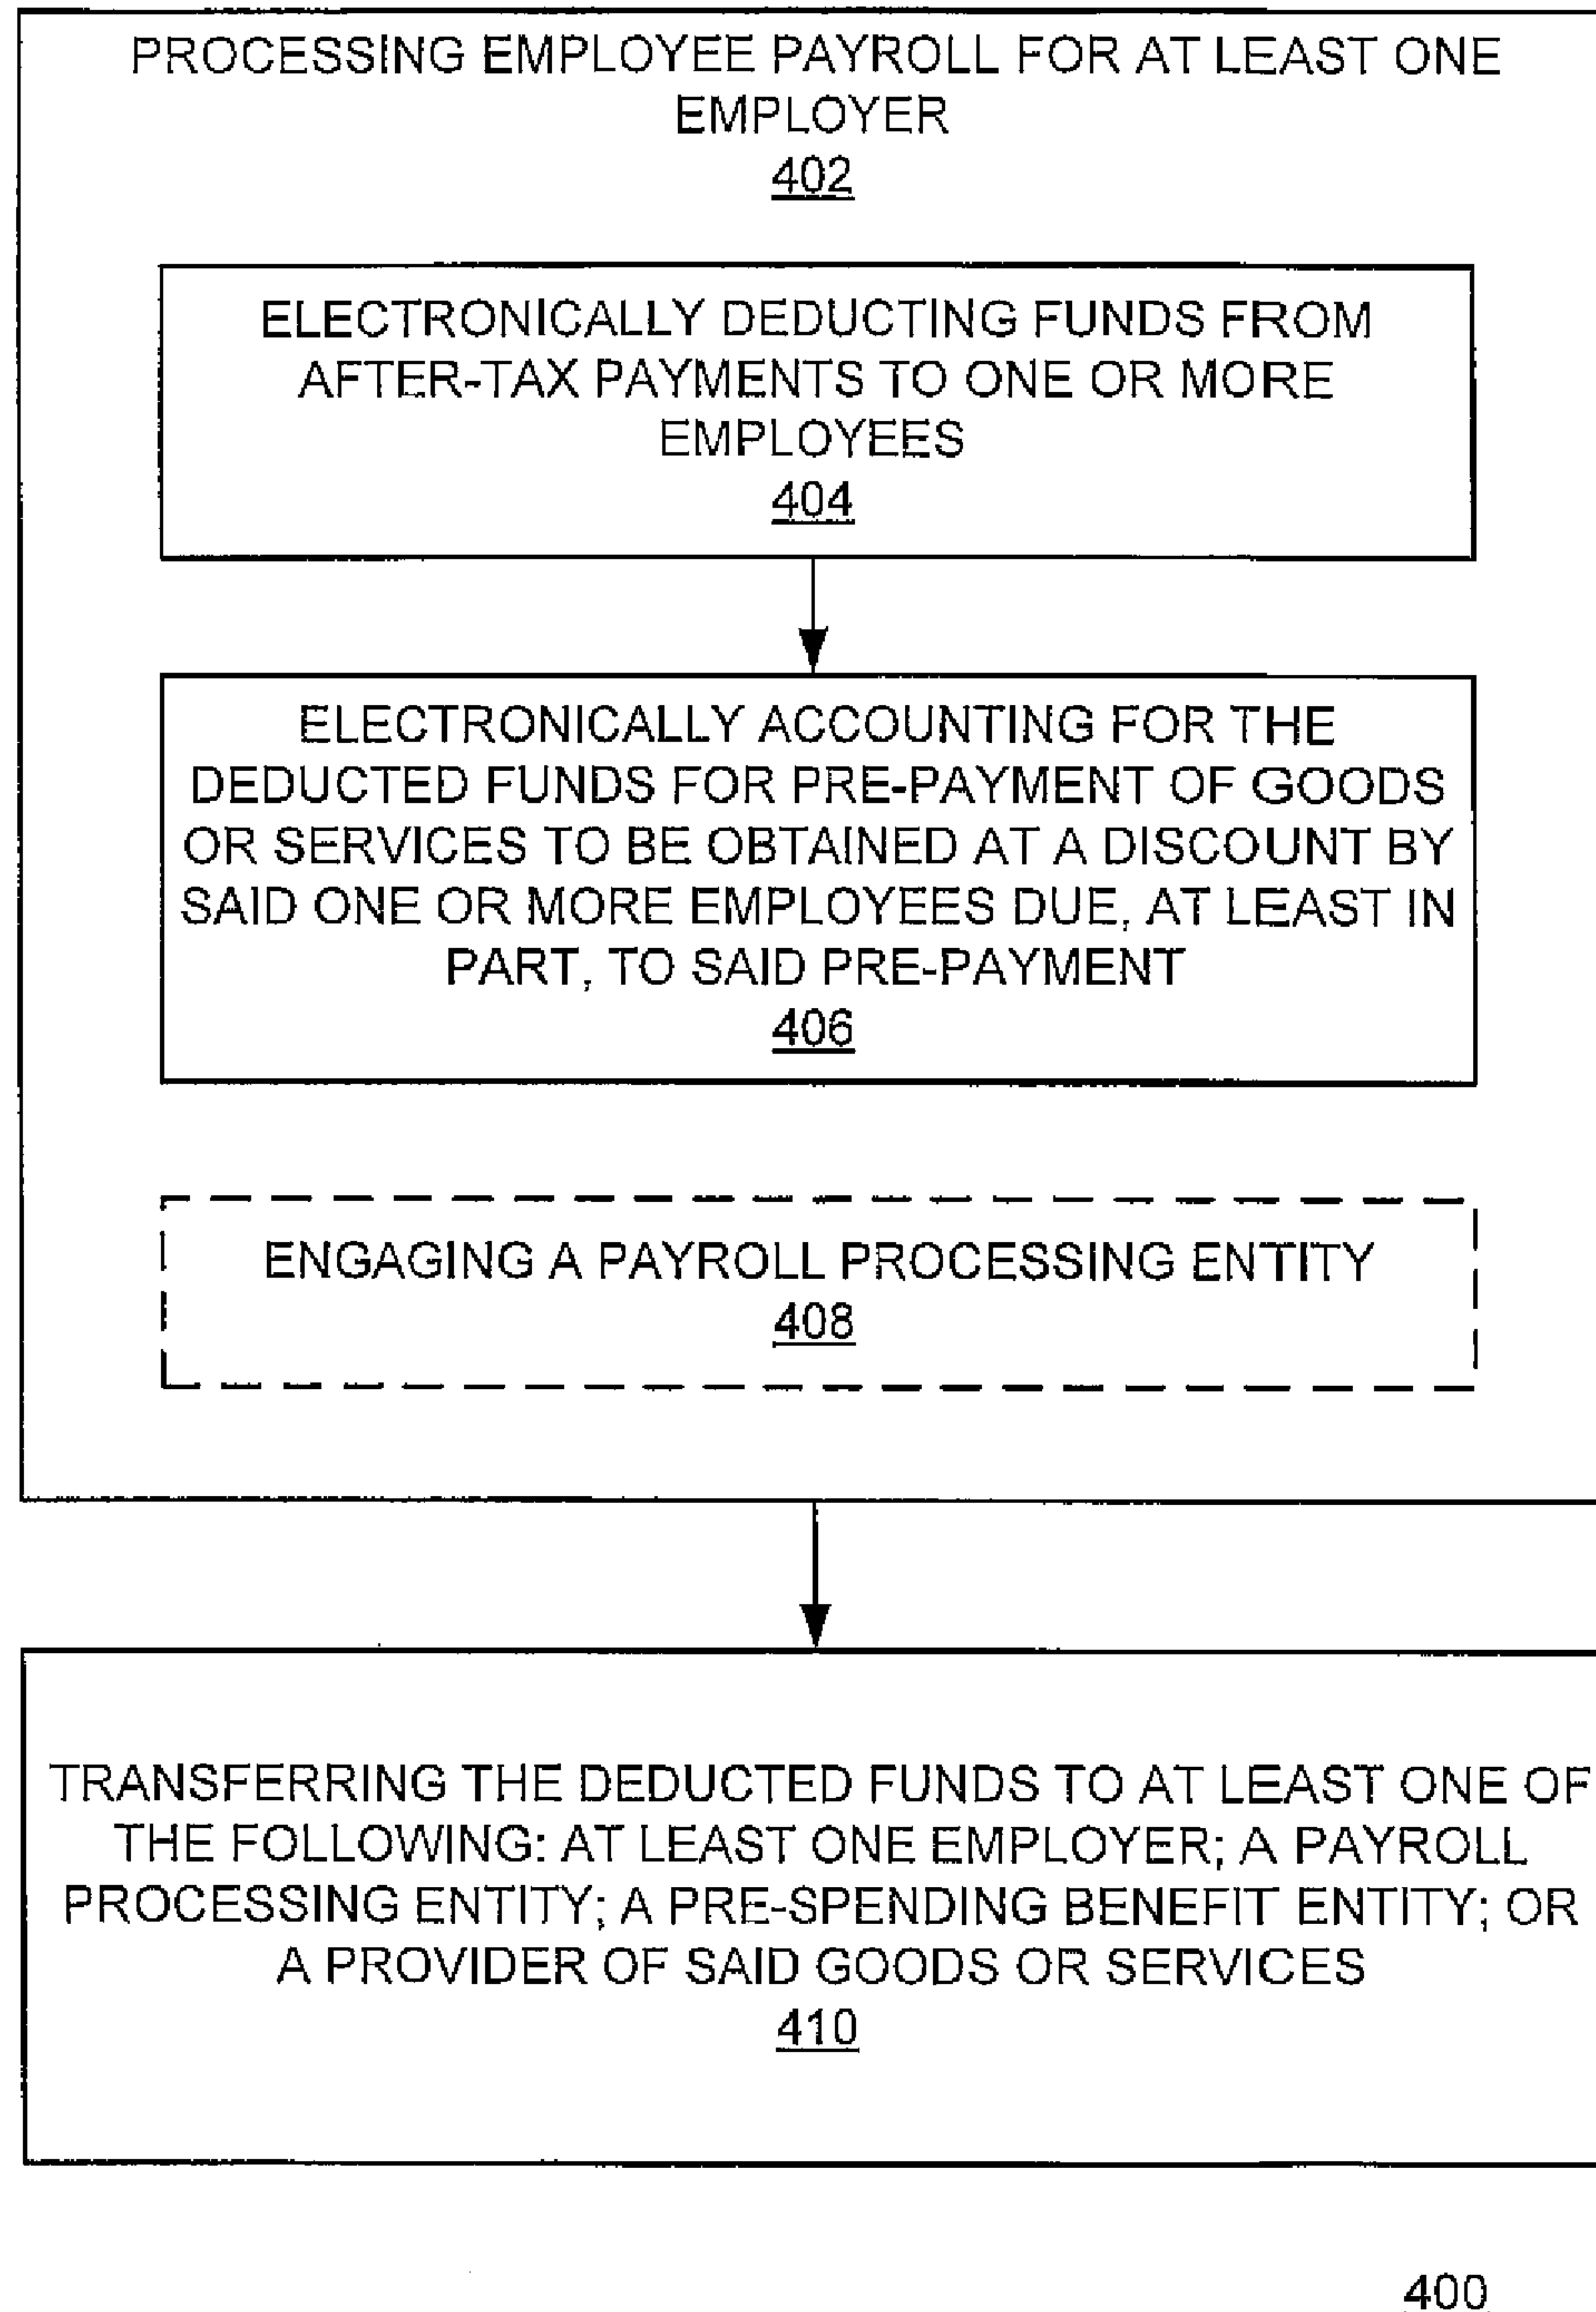 PROCESSING EMPLOYEE PAYROLL FOR AT LEAST ONE
EMPLOYER
402
ELECTRONICALLY DEDUCTING FUNDS FROM
AFTER-TAX PAYMENTS TO ONE OR MORE
EMPLOYEES
404
ELECTRONICALLY ACCOUNTING FOR THE
DEDUCTED FUNDS FOR PRE-PAYMENT OF GOODS
OR SERVICES TO BE OBTAINED AT A DISCOUNT BY
SAID ONE OR MORE EMPLOYEES DUE, AT LEAST IN
PART, TO SAID PRE-PAYMENT
406
ENGAGING A PAYROLL PROCESSING ENTITY
408
TRANSFERRING THE DEDUCTED FUNDS TO AT LEAST ONE OF
THE FOLLOWING: AT LEAST ONE EMPLOYER; A PAYROLL
PROCESSING ENTITY; A PRE-SPENDING BENEFIT ENTITY; OR
A PROVIDER OF SAID GOODS OR SERVICES
410
400